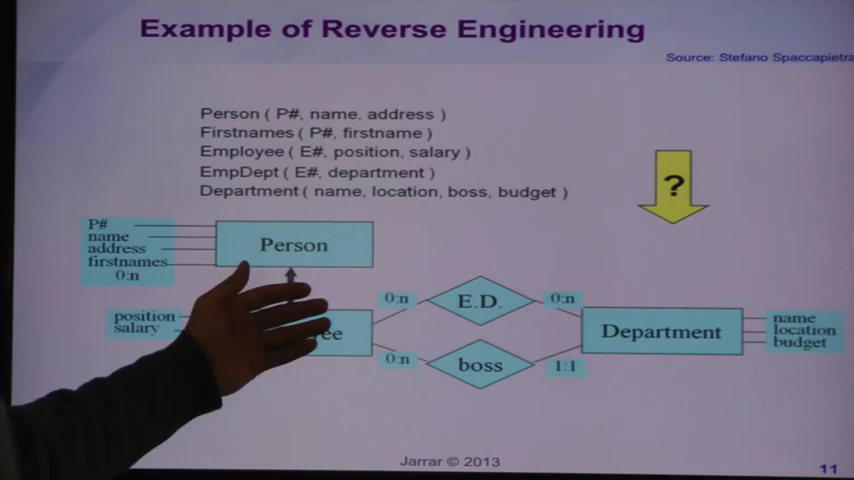 Example of Reverse Engineering
Source: Stefano Spaccapietra
Person ( P#, name, address )
Firstnames ( P#, firstname )
Employee ( E#, position, salary )
EmpDept ( E#, department )
Department ( name, location, boss, budget )
?
P#
name
address
firstnames
0:n
Person
position
salary
ee
0:n
E.D.
0:n
0:n
boss
1:1
Department
name
location
budget
Jarrar © 2013
11